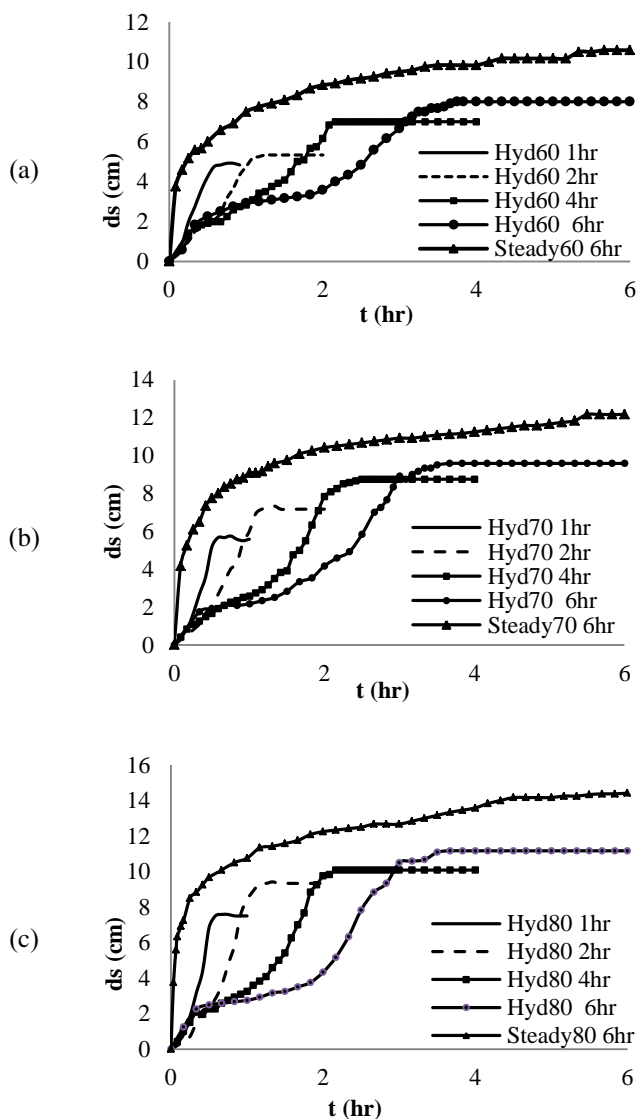 (a)
ds (cm)
12
10
8
6
4
2
0
0 2 4 6
t (hr)
Hyd60 1hr
Hyd60 2hr
Hyd60 4hr
Hyd60 6hr
Steady60 6hr
(b)
ds (cm)
14
12
10
8
6
4
2
0
0 2 4 6
t (hr)
Hyd70 1hr
Hyd70 2hr
Hyd70 4hr
Hyd70 6hr
Steady70 6hr
(c)
ds (cm)
16
14
12
10
8
6
4
2
0
0 2 4 6
t (hr)
Hyd80 1hr
Hyd80 2hr
Hyd80 4hr
Hyd80 6hr
Steady80 6hr